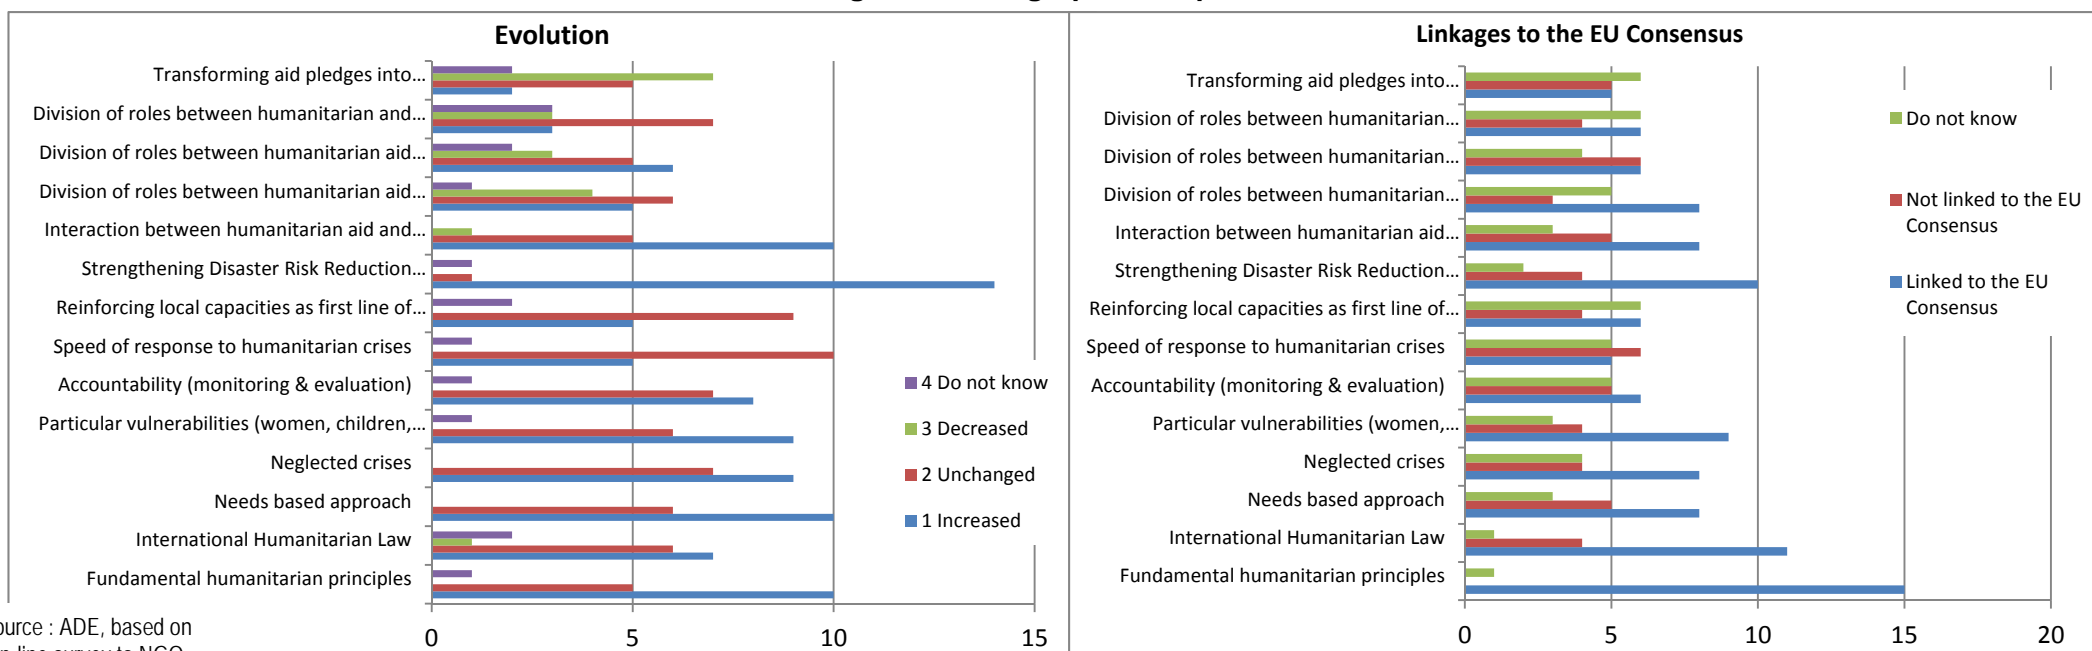 Evolution
Transforming aid pledges into...
Division of roles between humanitarian and...
Division of roles between humanitarian aid...
Division of roles between humanitarian aid...
Interaction between humanitarian aid and...
Strengthening Disaster Risk Reduction...
Reinforcing local capacities as first line of...
Speed of response to humanitarian crises
Accountability (monitoring & evaluation)
Particular vulnerabilities (women, children,...
Neglected crises
Needs based approach
International Humanitarian Law
Fundamental humanitarian principles
0 5 10 15
4 Do not know
3 Decreased
2 Unchanged
1 Increased
ource : ADE, based on
Linkages to the EU Consensus
Transforming aid pledges into...
Division of roles between humanitarian...
Division of roles between humanitarian...
Division of roles between humanitarian...
Interaction between humanitarian aid...
Strengthening Disaster Risk Reduction...
Reinforcing local capacities as first line of...
Speed of response to humanitarian crises
Accountability (monitoring & evaluation)
Particular vulnerabilities (women,...
Neglected crises
Needs based approach
International Humanitarian Law
Fundamental humanitarian principles
0 5 10 15 20
Do not know
Not linked to the EU
Consensus
Linked to the EU
Consensus